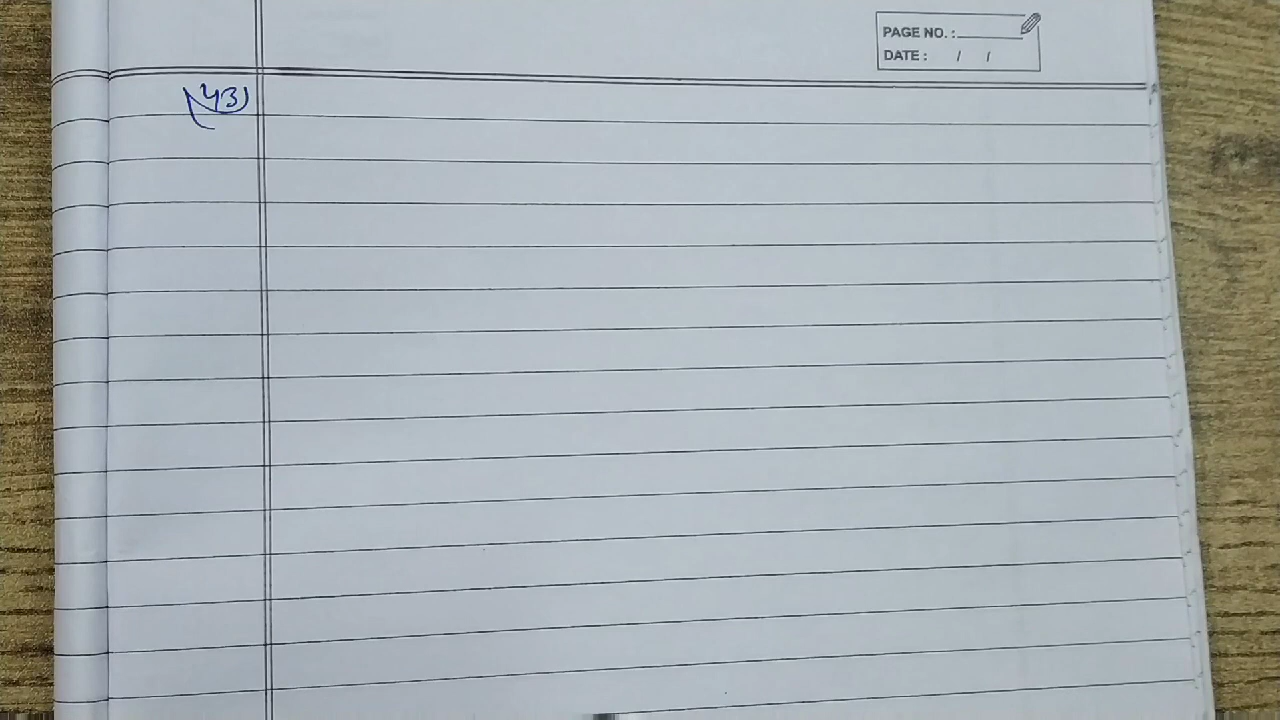 PAGE NO. :
DATE : / /
43)